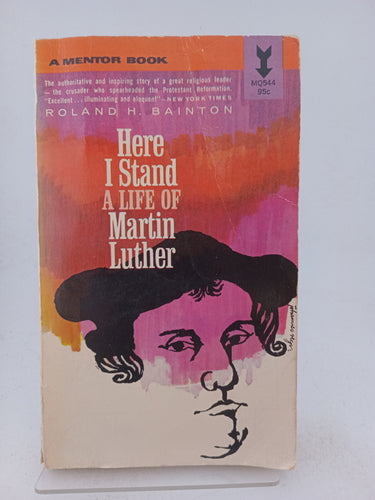 A MENTOR BOOK
MQ544
95c
The authoritative and inspiring story of a great religious leader
— the crusader who spearheaded the Protestant Reformation.
"Excellent . . . illuminating and eloquent" — NEW YORK TIMES
ROLAND H. BAINTON
Here
I Stand
A LIFE OF
Martin
Luther